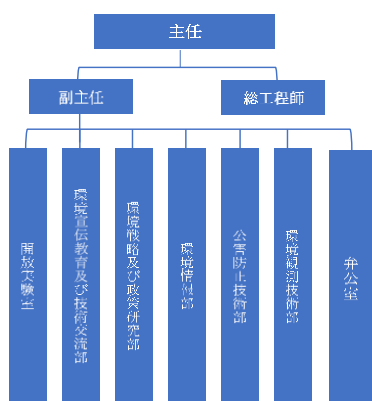 主任
副主任
総工程師
開放実験室
環境宣伝教育及び技術交流部
環境戦略及び政策研究部
環境情報部
公害防止技術部
環境観測技術部
弁公室